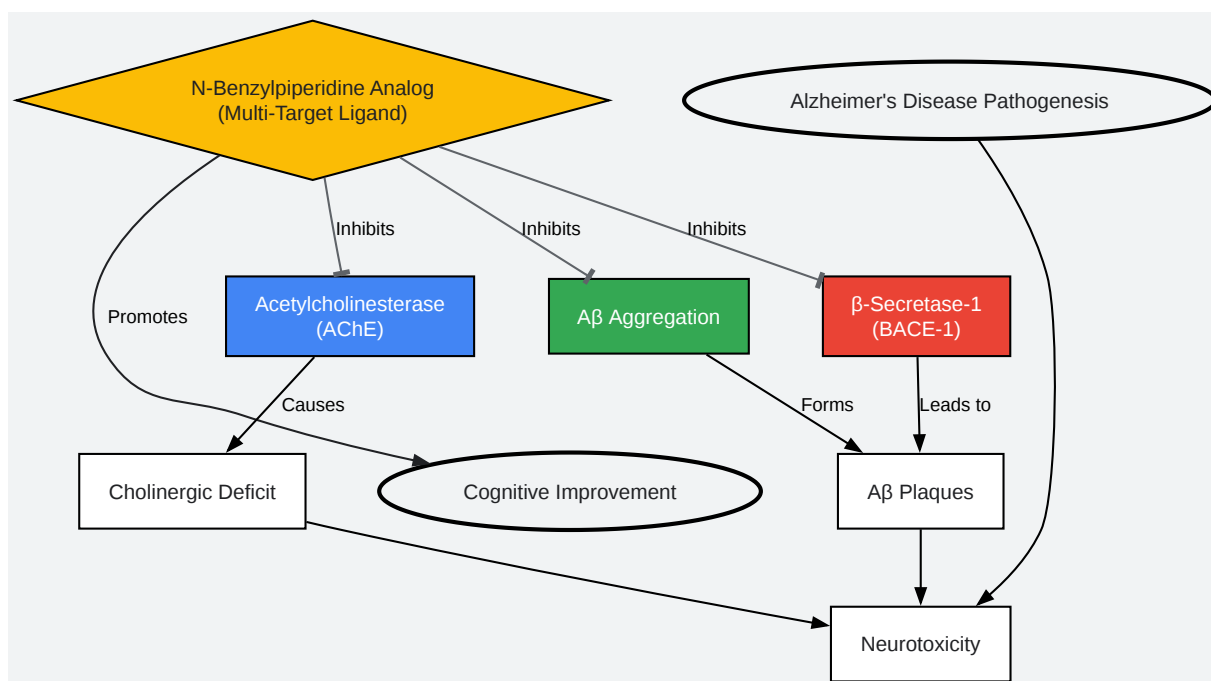 N-Benzylpiperidine Analog
(Multi-Target Ligand)
Alzheimer's Disease Pathogenesis
Inhibits
Inhibits
Inhibits
Promotes
Acetylcholinesterase
(AChE)
Aβ Aggregation
β-Secretase-1
(BACE-1)
Causes
Forms
Leads to
Cholinergic Deficit
Cognitive Improvement
Aβ Plaques
Neurotoxicity